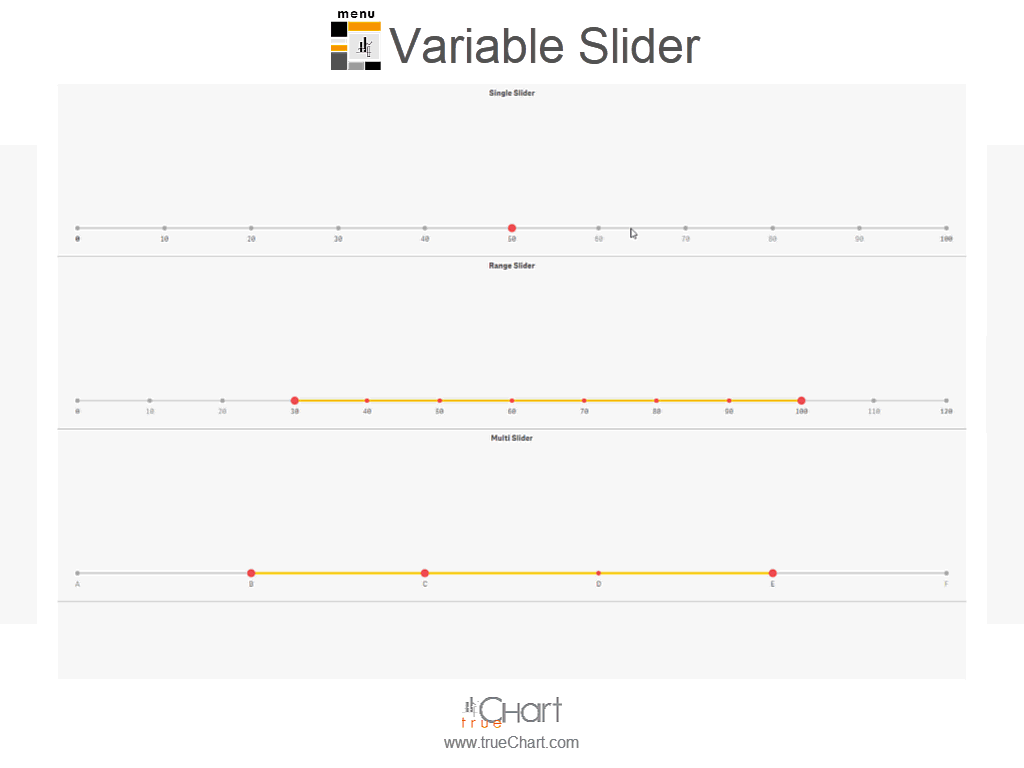 menu
Variable Slider
Single Slider
0 10 20 30 40 50 60 70 80 90 100
Range Slider
0 10 20 30 40 50 60 70 80 90 100 110 120
Multi Slider
A B C D E F
CHart
true
www.trueChart.com